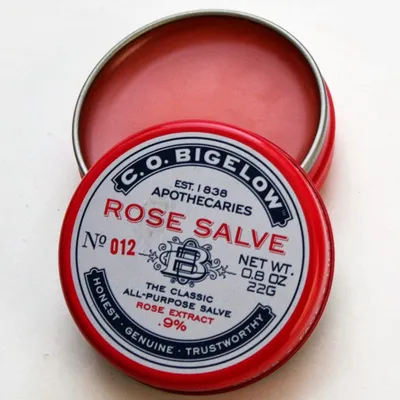 C.O. BIGELOW
EST. 1838
APOTHECARIES
ROSE SALVE
Nº 012
B
NET WT.
0.8 OZ
22G
THE CLASSIC
ALL-PURPOSE SALVE
ROSE EXTRACT
.9%
HONEST · GENUINE · TRUSTWORTHY